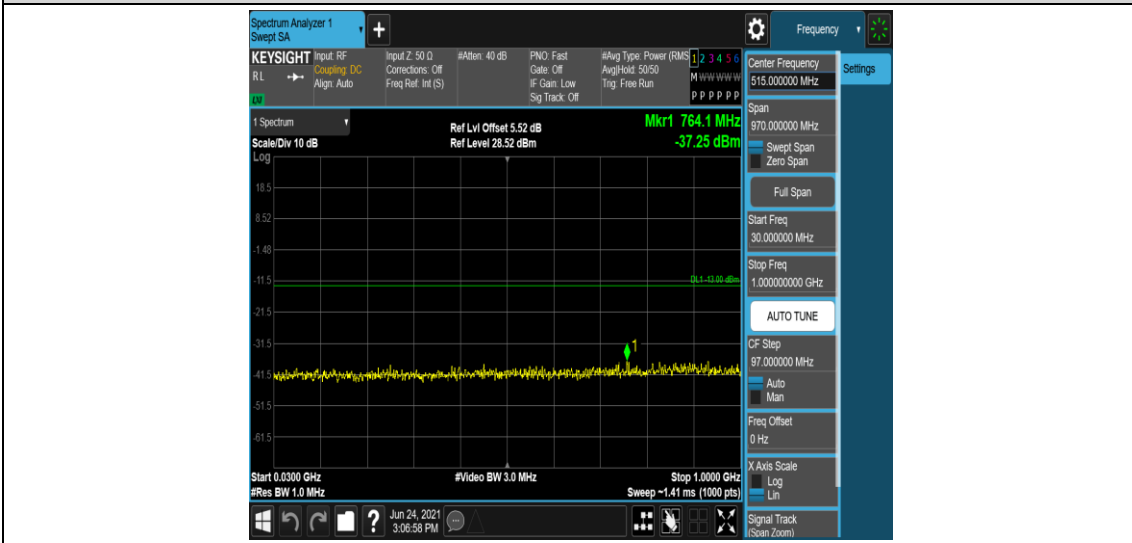 Spectrum Analyzer 1
Swept SA
+
Frequency
KEYSIGHT
RL
LXI
Input: RF
Coupling: DC
Align: Auto
Input Z: 50 Ω
Corrections: Off
Freq Ref: Int (S)
#Atten: 40 dB
PNO: Fast
Gate: Off
IF Gain: Low
Sig Track: Off
#Avg Type: Power (RMS
Avg|Hold: 50/50
Trig: Free Run
1 2 3 4 5 6
M W W W W W
P P P P P P
1 Spectrum
Scale/Div 10 dB
Log
Ref Lvl Offset 5.52 dB
Ref Level 28.52 dBm
Mkr1 764.1 MHz
-37.25 dBm
18.5
8.52
-1.48
-11.5
DL1 -13.00 dBm
-21.5
-31.5
1
-41.5
-51.5
-61.5
Start 0.0300 GHz
#Res BW 1.0 MHz
#Video BW 3.0 MHz
Stop 1.0000 GHz
Sweep ~1.41 ms (1000 pts)
Jun 24, 2021
3:06:58 PM
?
Center Frequency
515.000000 MHz
Settings
Span
970.000000 MHz
Swept Span
Zero Span
Full Span
Start Freq
30.000000 MHz
Stop Freq
1.000000000 GHz
AUTO TUNE
CF Step
97.000000 MHz
Auto
Man
Freq Offset
0 Hz
X Axis Scale
Log
Lin
Signal Track
(Span Zoom)